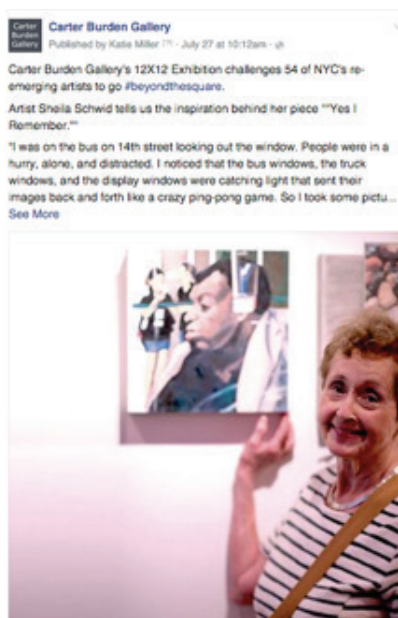 Carter
Burden
Gallery
Carter Burden Gallery
Published by Katie Miller [?] · July 27 at 10:12am ·
Carter Burden Gallery's 12X12 Exhibition challenges 54 of NYC's re-
emerging artists to go #beyondthesquare.
Artist Sheila Schwid tells us the inspiration behind her piece ""Yes I
Remember.""
"I was on the bus on 14th street looking out the window. People were in a
hurry, alone, and distracted. I noticed that the bus windows, the truck
windows, and the display windows were catching light that sent their
images back and forth like a crazy ping-pong game. So I took some pictu...
See More